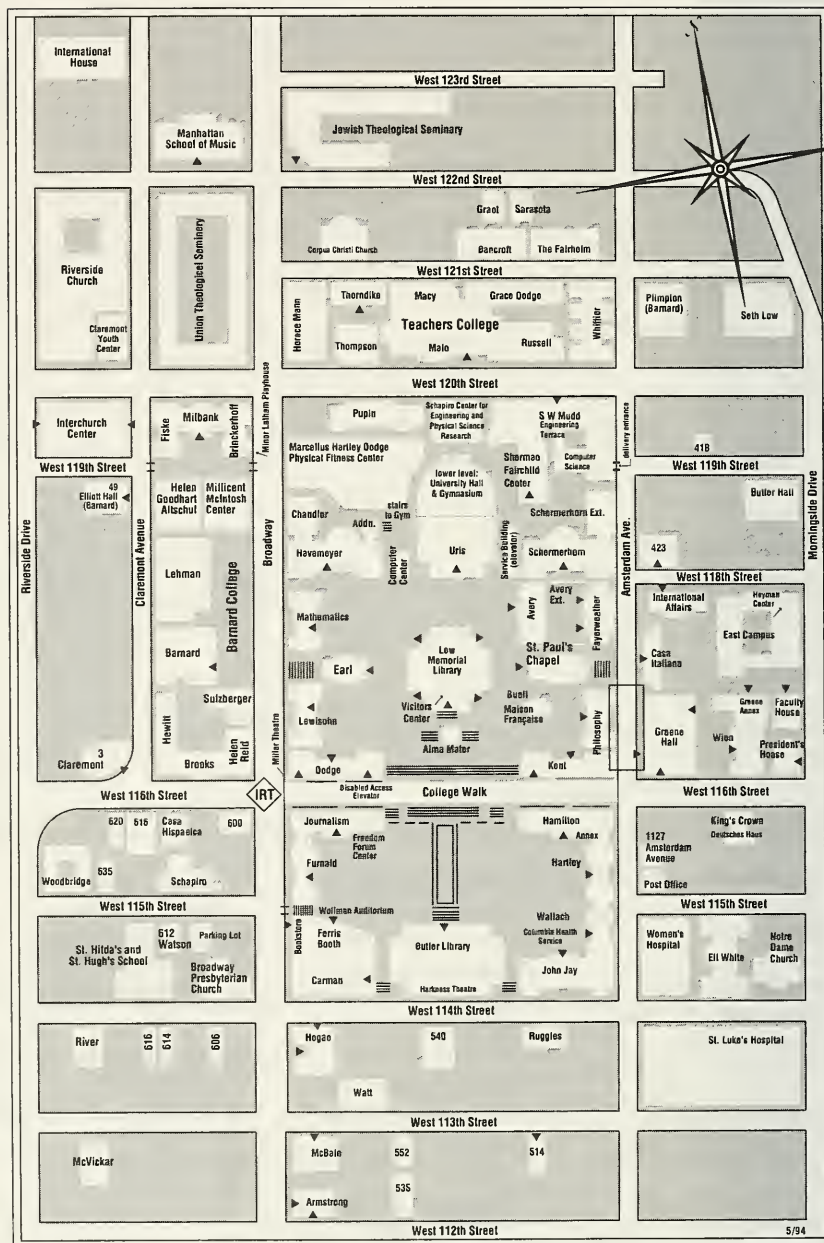 International
House
Manhattan
School of Music
West 123rd Street
Jewish Theological Seminary
West 122nd Street
Corpus Christi Church
Grant
Sarasota
Bancroft
The Fairholm
West 121st Street
Riverside
Church
Claremont
Youth
Center
Union Theological Seminary
Horace Mann
Thorndike
Macy
Grace Dodge
Teachers College
Thompson
Main
Russell
Whittier
Plimpton
(Barnard)
Seth Low
West 120th Street
Interchurch
Center
Fiske
Milbank
Brinckerhoff
Minor Latham Playhouse
Pupin
Schapiro Center for
Engineering and
Physical Science
Research
S W Mudd
Engineering
Terrace
delivery entrance
Marcellus Hartley Dodge
Physical Fitness Center
lower level:
University Hall
& Gymnasium
Sherman
Fairchild
Center
Computer
Science
418
West 119th Street
West 119th Street
49
Elliott Hall
(Barnard)
Helen
Goodhart
Altschul
Millicent
McIntosh
Center
Chandler
Addn.
stairs
to Gym
Havemeyer
Computer
Center
Uris
Service Building
(elevator)
Schermerhorn Ext.
Schermerhorn
Butler Hall
423
Riverside Drive
Claremont Avenue
Broadway
Amsterdam Ave.
Morningside Drive
West 118th Street
Lehman
Barnard College
Barnard
Sulzberger
Hewitt
Brooks
Helen
Reid
Miller Theatre
Mathematics
Earl
Lewisohn
Dodge
Low
Memorial
Library
Visitors
Center
Alma Mater
Avery
Avery
Ext.
Fayerweather
St. Paul's
Chapel
Buell
Maison
Française
Philosophy
Kent
International
Affairs
Heyman
Center
East Campus
Casa
Italiana
Greene
Annex
Faculty
House
Greene
Hall
Wien
President's
House
3
Claremont
West 116th Street
IRT
Disabled Access
Elevator
College Walk
West 116th Street
620
616
Casa
Hispanica
600
Woodbridge
635
Schapiro
Journalism
Freedom
Forum
Center
Furnald
Hamilton
Annex
Hartley
King's Crown
Deutsches Haus
1127
Amsterdam
Avenue
Post Office
West 115th Street
West 115th Street
St. Hilda's and
St. Hugh's School
612
Watson
Parking Lot
Broadway
Presbyterian
Church
Wollman Auditorium
Bookstore
Ferris
Booth
Carman
Butler Library
Harkness Theatre
Wallach
Columbia Health
Service
John Jay
Women's
Hospital
Eli White
Notre
Dame
Church
West 114th Street
River
616
614
606
Hogan
540
Ruggles
Watt
St. Luke's Hospital
West 113th Street
McVickar
McBain
552
514
535
Armstrong
West 112th Street
5/94